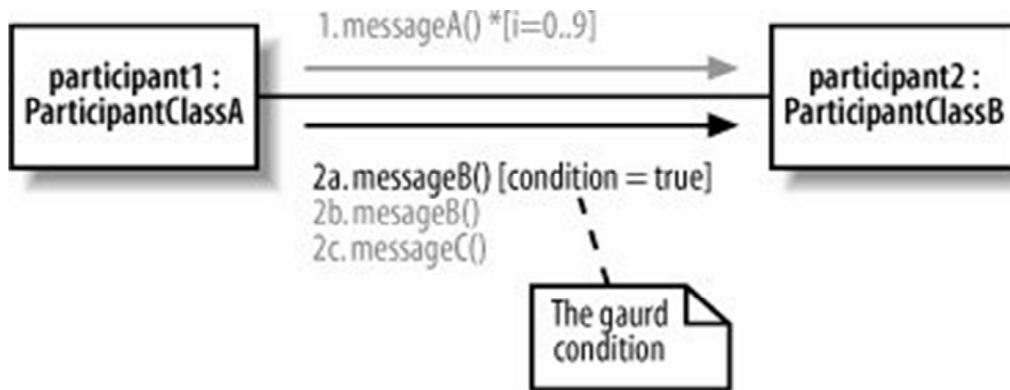 1. messageA() *[i=0..9]
participant1 :
ParticipantClassA
participant2 :
ParticipantClassB
2a. messageB() [condition = true]
2b. mesageB()
2c. messageC()
The gaurd
condition